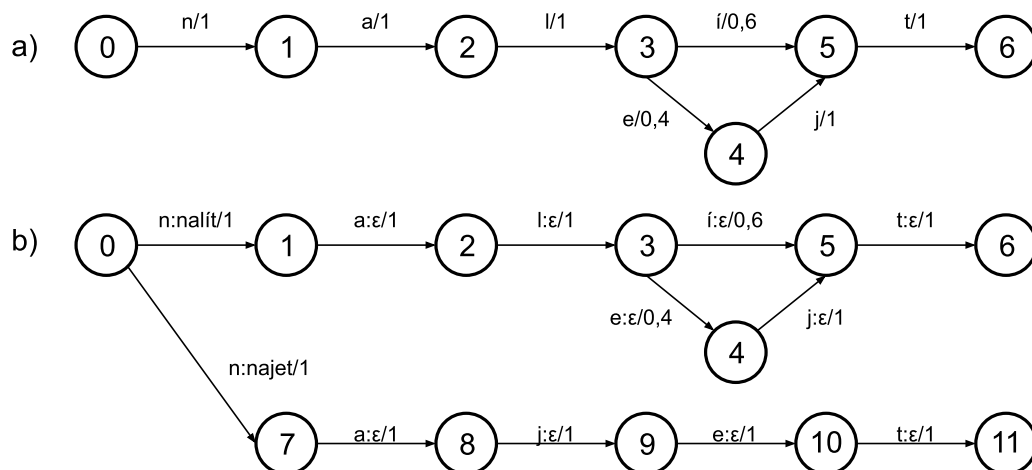 n/1 a/1 l/1 í/0,6 t/1
a) 0 1 2 3 5 6
e/0,4 j/1
4
n:nalít/1 a:ε/1 l:ε/1 í:ε/0,6 t:ε/1
b) 0 1 2 3 5 6
e:ε/0,4 j:ε/1
4
n:najet/1
7 a:ε/1 8 j:ε/1 9 e:ε/1 10 t:ε/1 11